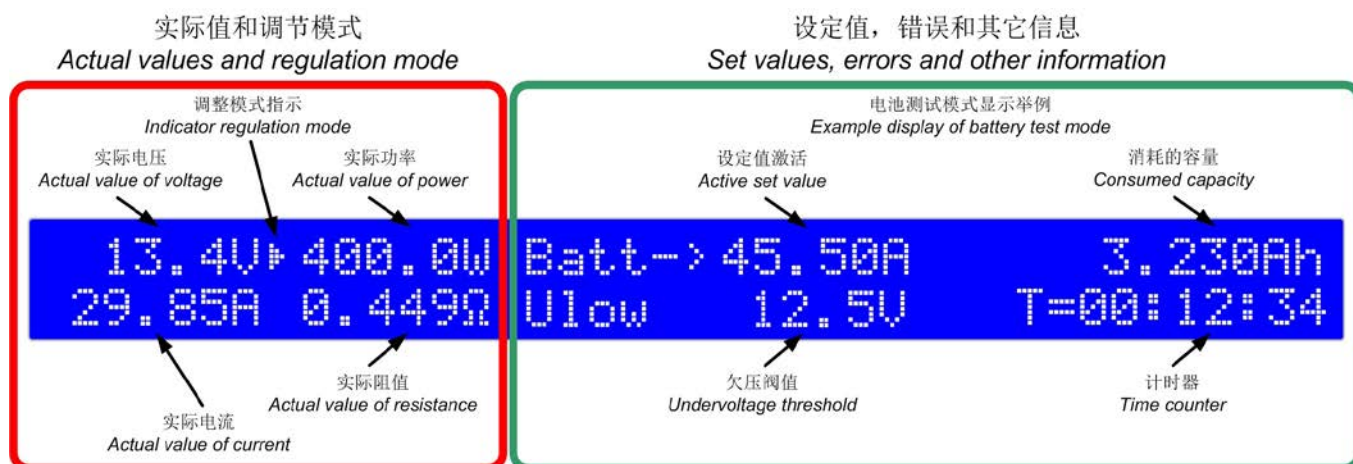 实际值和调节模式
Actual values and regulation mode
设定值，错误和其它信息
Set values, errors and other information
调整模式指示
Indicator regulation mode
实际电压
Actual value of voltage
实际功率
Actual value of power
电池测试模式显示举例
Example display of battery test mode
设定值激活
Active set value
消耗的容量
Consumed capacity
13.4V▸400.0W Batt->45.50A 3.230Ah
29.85A 0.449Ω Ulow 12.5V T=00:12:34
实际阻值
Actual value of resistance
实际电流
Actual value of current
欠压阀值
Undervoltage threshold
计时器
Time counter